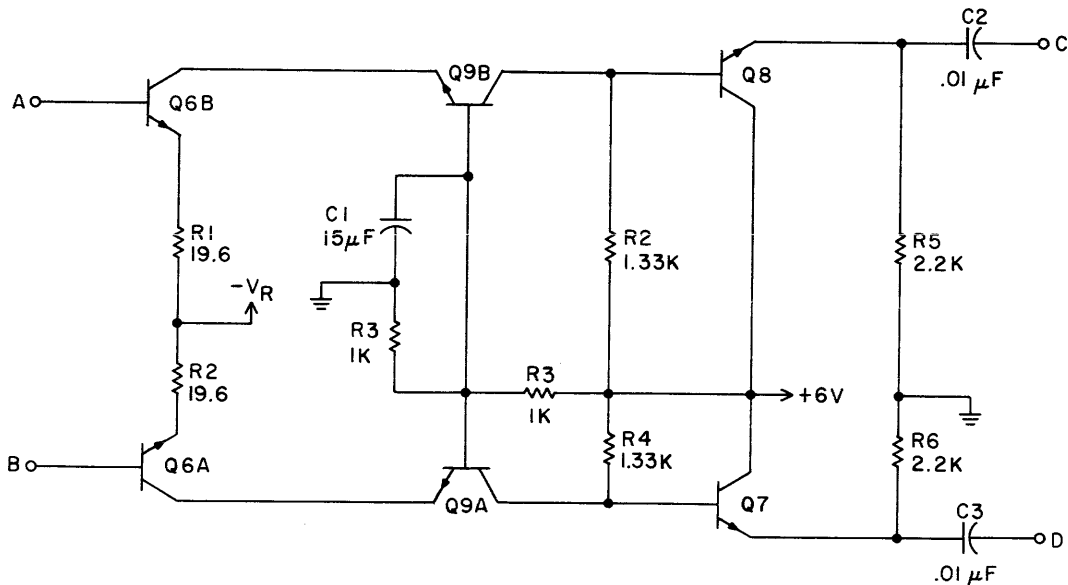 C2
C
.01 μF
Q8
Q9B
Q6B
A
C1
15μF
R1
19.6
R2
1.33K
R5
2.2K
-VR
R3
1K
R2
19.6
R3
1K
+6V
R4
1.33K
R6
2.2K
B
Q6A
Q9A
Q7
C3
D
.01 μF